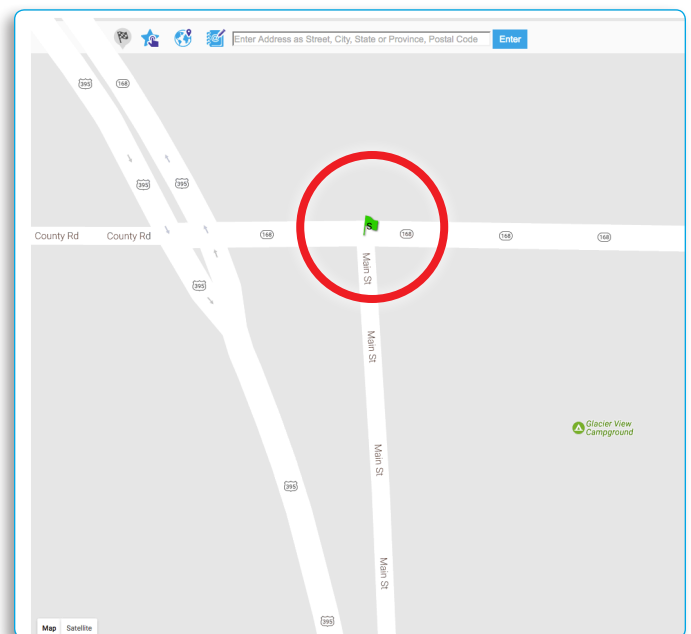 Enter Address as Street, City, State or Province, Postal Code
Enter
395
168
395
395
S
County Rd
County Rd
168
168
168
168
Main St
395
Main St
Glacier View
Campground
Main St
395
Main St
395
Map
Satellite